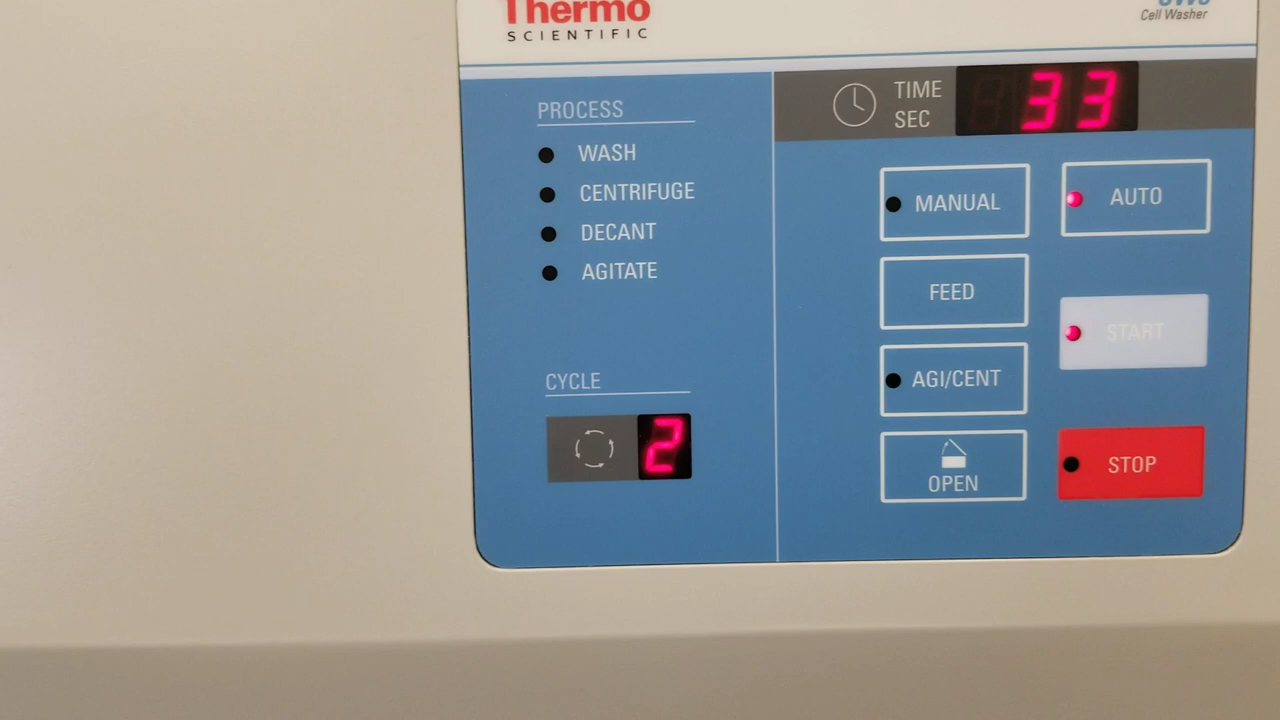 Thermo
SCIENTIFIC
Cell Washer
PROCESS
WASH
CENTRIFUGE
DECANT
AGITATE
CYCLE
2
TIME
SEC
33
MANUAL
AUTO
FEED
START
AGI/CENT
OPEN
STOP